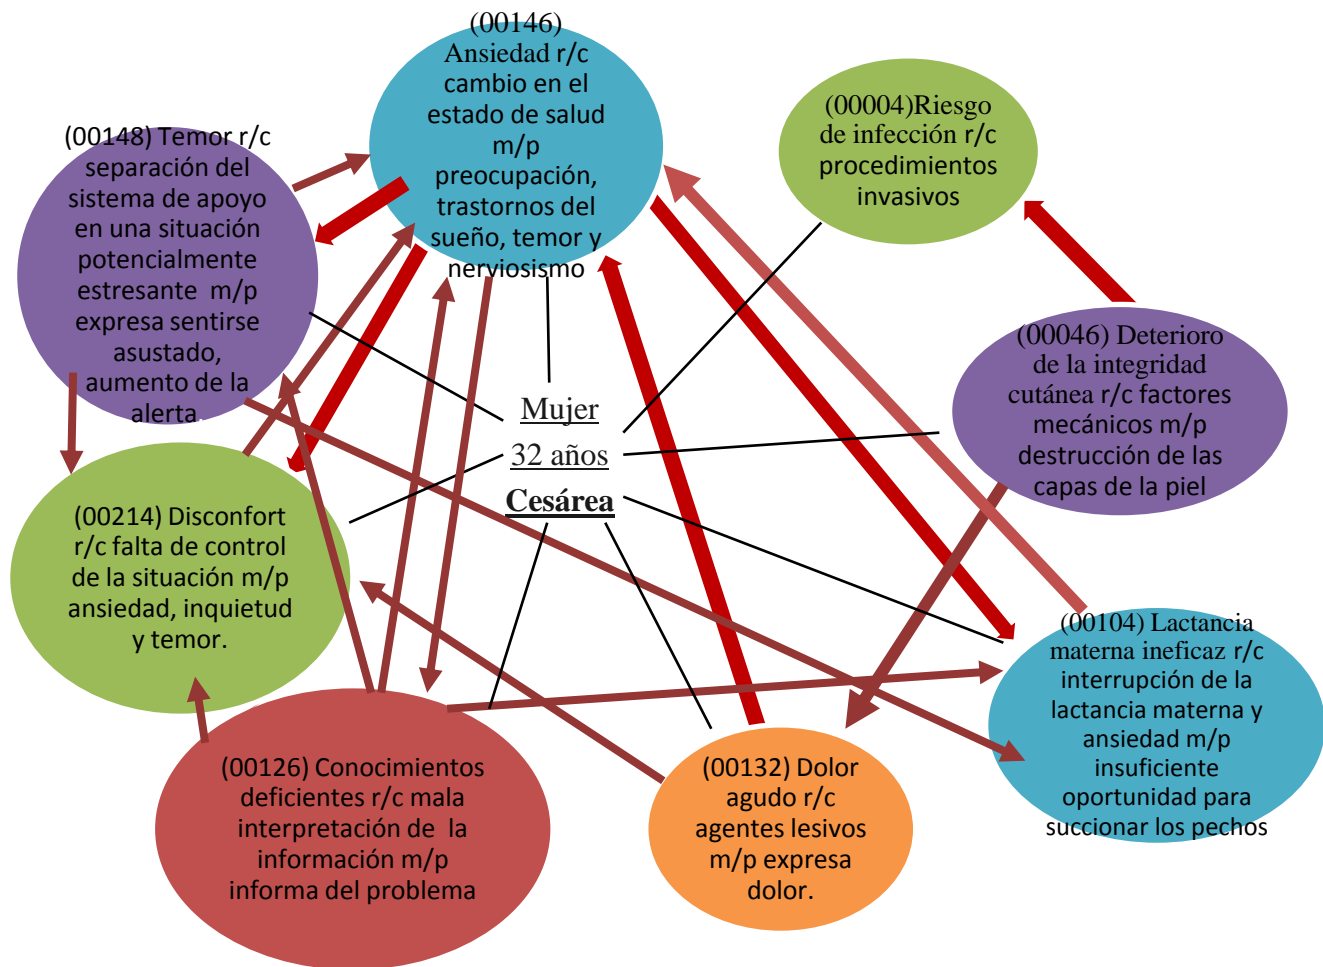 (00146)
Ansiedad r/c
cambio en el
estado de salud
m/p
preocupación,
trastornos del
sueño, temor y
nerviosismo
(00004)Riesgo
de infección r/c
procedimientos
invasivos
(00148) Temor r/c
separación del
sistema de apoyo
en una situación
potencialmente
estresante m/p
expresa sentirse
asustado,
aumento de la
alerta
(00046) Deterioro
de la integridad
cutánea r/c factores
mecánicos m/p
destrucción de las
capas de la piel
Mujer
32 años
Cesárea
(00214) Disconfort
r/c falta de control
de la situación m/p
ansiedad, inquietud
y temor.
(00104) Lactancia
materna ineficaz r/c
interrupción de la
lactancia materna y
ansiedad m/p
insuficiente
oportunidad para
succionar los pechos
(00126) Conocimientos
deficientes r/c mala
interpretación de la
información m/p
informa del problema
(00132) Dolor
agudo r/c
agentes lesivos
m/p expresa
dolor.